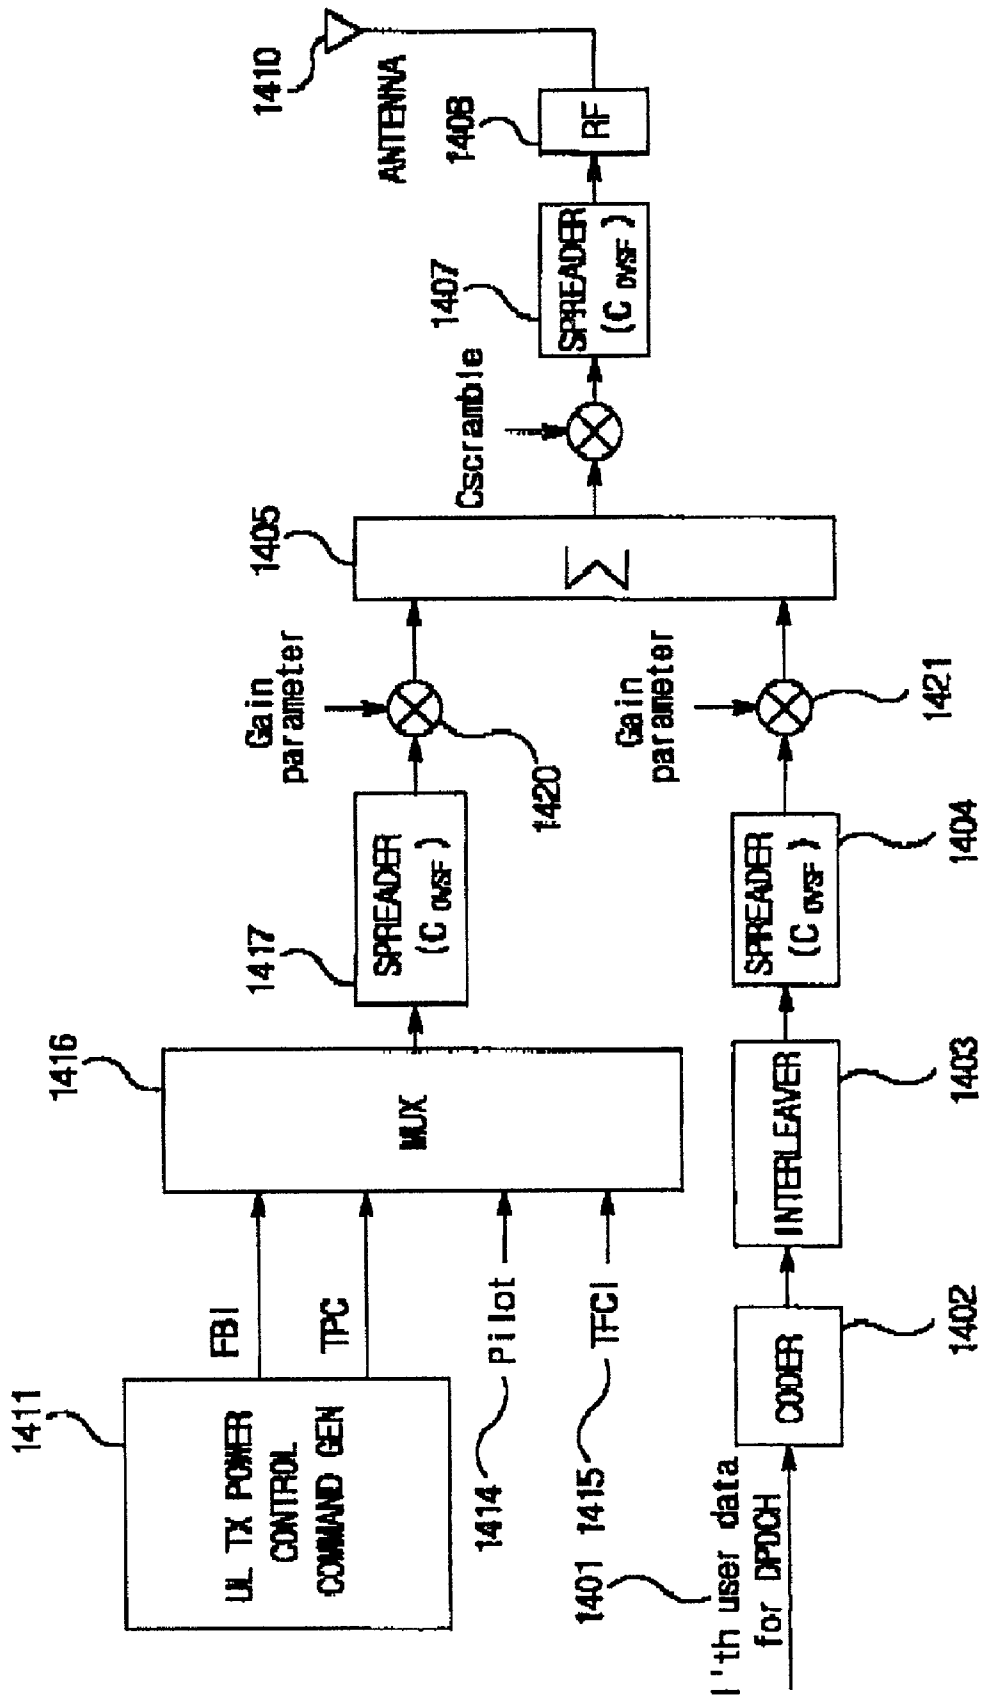 1411
UL TX POWER
CONTROL
COMMAND GEN
FBI
TPC
1414
Pilot
1415
TFCI
1416
MUX
1417
SPREADER
(C OVSF )
Gain
parameter
1420
1405
Σ
Cscramble
1407
SPREADER
(C OVSF )
1408
RF
ANTENNA
1410
1401
I'th user data
for DPDCH
CODER
1402
INTERLEAVER
1403
SPREADER
(C OVSF )
1404
Gain
parameter
1421